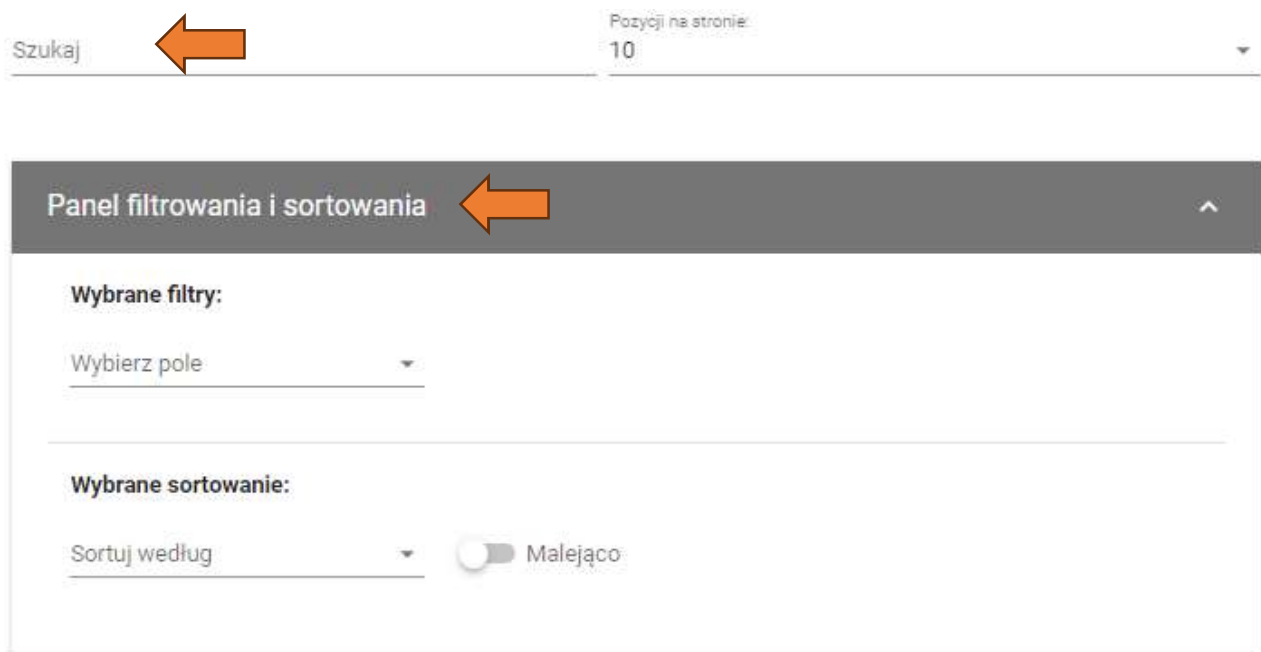 Szukaj
Pozycji na stronie:
10
Panel filtrowania i sortowania
Wybrane filtry:
Wybierz pole
Wybrane sortowanie:
Sortuj według
Malejąco